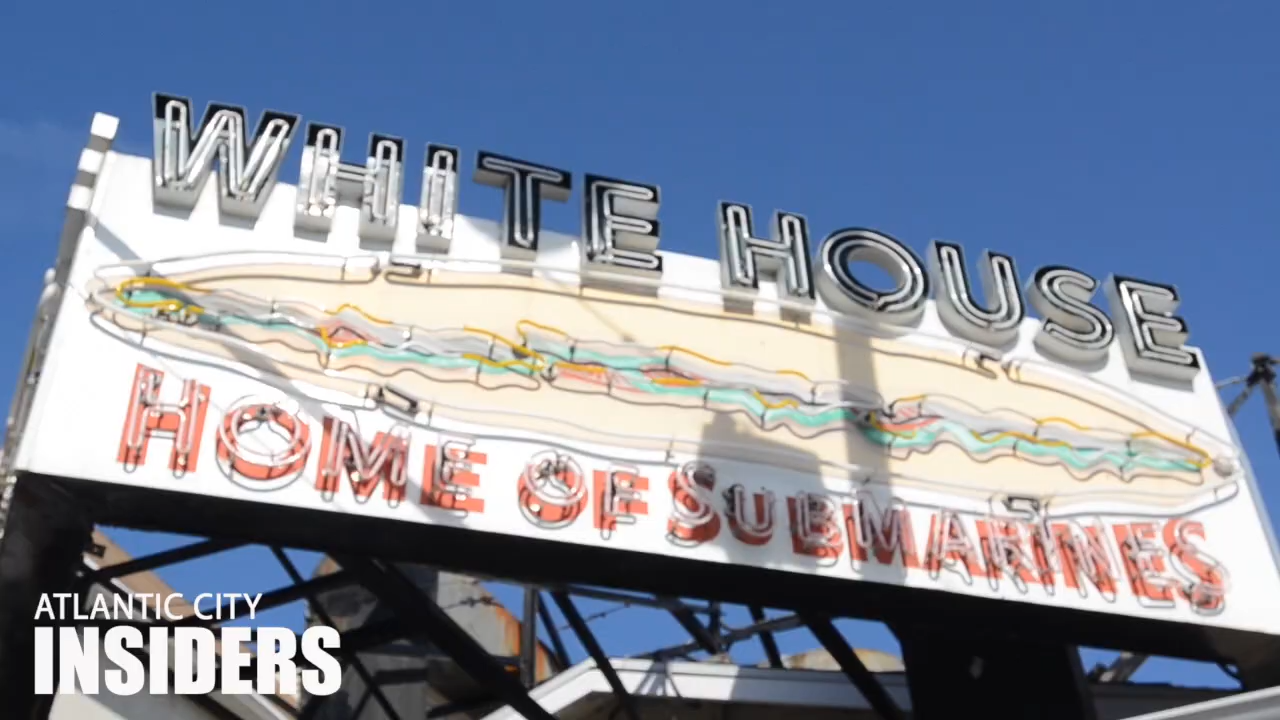 WHITE HOUSE
HOME OF SUBMARINES
ATLANTIC CITY
INSIDERS